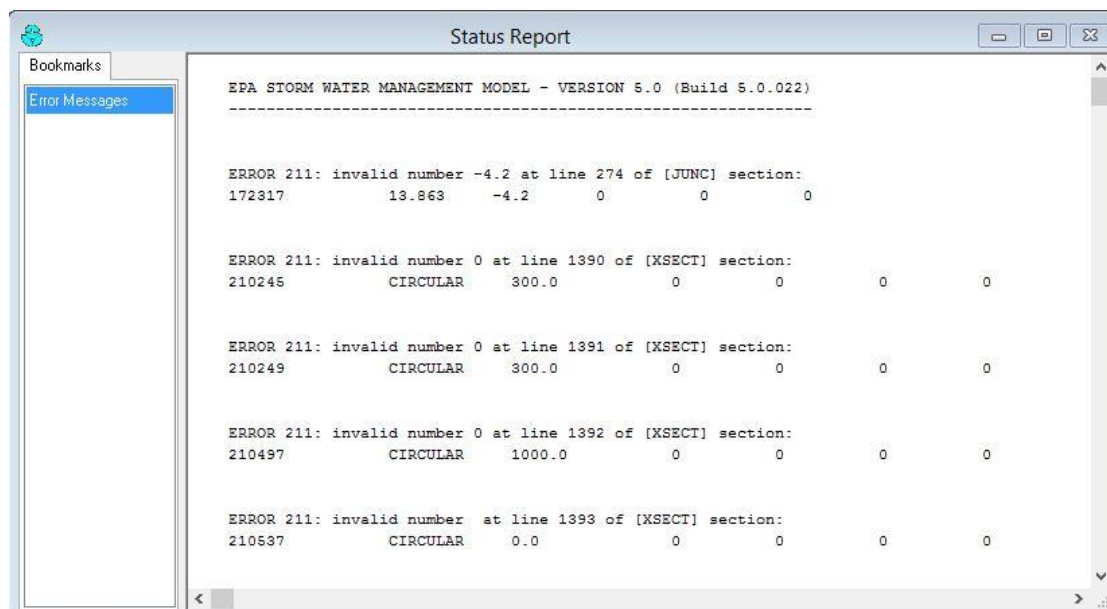 Status Report
Bookmarks
Error Messages
EPA STORM WATER MANAGEMENT MODEL - VERSION 5.0 (Build 5.0.022)
--------------------------------------------------------------
ERROR 211: invalid number -4.2 at line 274 of [JUNC] section:
172317 13.863 -4.2 0 0 0
ERROR 211: invalid number 0 at line 1390 of [XSECT] section:
210245 CIRCULAR 300.0 0 0 0 0
ERROR 211: invalid number 0 at line 1391 of [XSECT] section:
210249 CIRCULAR 300.0 0 0 0 0
ERROR 211: invalid number 0 at line 1392 of [XSECT] section:
210497 CIRCULAR 1000.0 0 0 0 0
ERROR 211: invalid number  at line 1393 of [XSECT] section:
210537 CIRCULAR 0.0 0 0 0 0